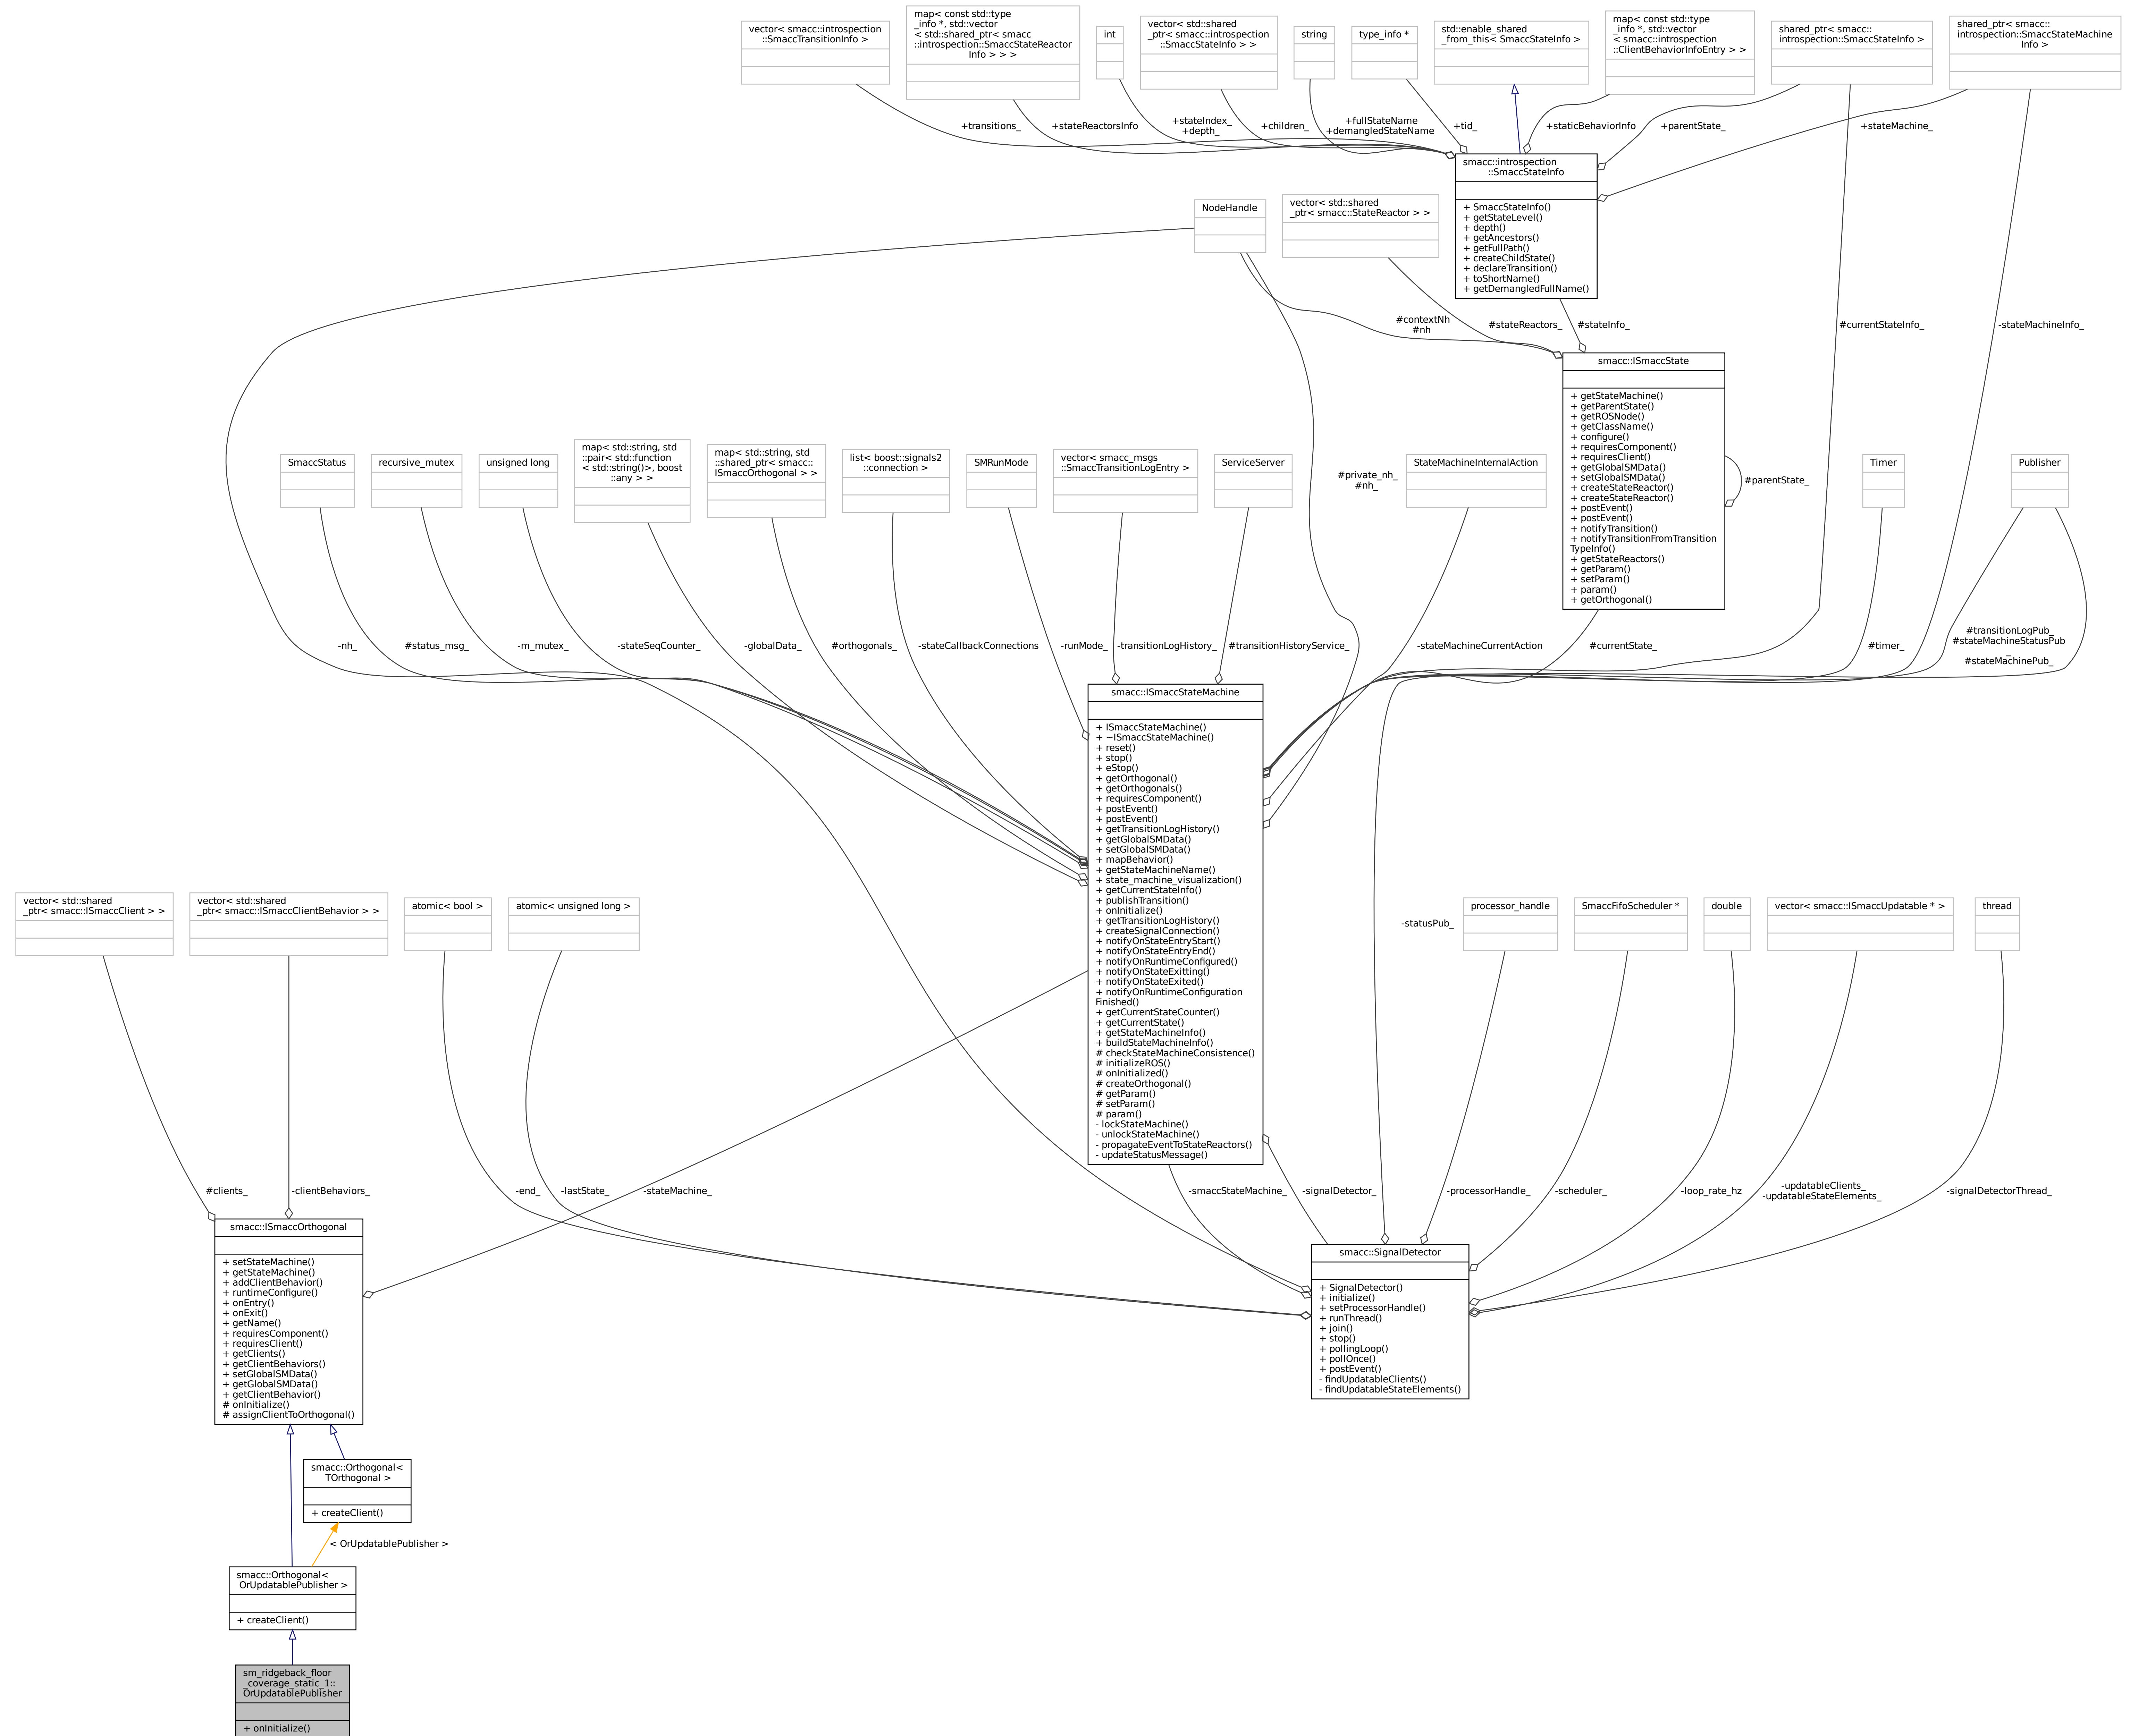 vector< smacc::introspection
::SmaccTransitionInfo >
map< const std::type
_info *, std::vector
< std::shared_ptr< smacc
::introspection::SmaccStateReactor
Info > > >
int
vector< std::shared
_ptr< smacc::introspection
::SmaccStateInfo > >
string
type_info *
std::enable_shared
_from_this< SmaccStateInfo >
map< const std::type
_info *, std::vector
< smacc::introspection
::ClientBehaviorInfoEntry > >
shared_ptr< smacc::
introspection::SmaccStateInfo >
shared_ptr< smacc::
introspection::SmaccStateMachine
Info >
+transitions_
+stateReactorsInfo
+stateIndex_
+depth_
+children_
+fullStateName
+demangledStateName
+tid_
+staticBehaviorInfo
+parentState_
+stateMachine_
smacc::introspection
::SmaccStateInfo
+ SmaccStateInfo()
+ getStateLevel()
+ depth()
+ getAncestors()
+ getFullPath()
+ createChildState()
+ declareTransition()
+ toShortName()
+ getDemangledFullName()
NodeHandle
vector< std::shared
_ptr< smacc::StateReactor > >
#contextNh
#nh
#stateReactors_
#stateInfo_
#currentStateInfo_
-stateMachineInfo_
smacc::ISmaccState
+ getStateMachine()
+ getParentState()
+ getROSNode()
+ getClassName()
+ configure()
+ requiresComponent()
+ requiresClient()
+ getGlobalSMData()
+ setGlobalSMData()
+ createStateReactor()
+ createStateReactor()
+ postEvent()
+ postEvent()
+ notifyTransition()
+ notifyTransitionFromTransition
TypeInfo()
+ getStateReactors()
+ getParam()
+ setParam()
+ param()
+ getOrthogonal()
#parentState_
SmaccStatus
recursive_mutex
unsigned long
map< std::string, std
::pair< std::function
< std::string()>, boost
::any > >
map< std::string, std
::shared_ptr< smacc::
ISmaccOrthogonal > >
list< boost::signals2
::connection >
SMRunMode
vector< smacc_msgs
::SmaccTransitionLogEntry >
ServiceServer
#private_nh_
#nh_
StateMachineInternalAction
Timer
Publisher
-nh_
#status_msg_
-m_mutex_
-stateSeqCounter_
-globalData_
#orthogonals_
-stateCallbackConnections
-runMode_
-transitionLogHistory_
#transitionHistoryService_
-stateMachineCurrentAction
#currentState_
#timer_
#transitionLogPub_
#stateMachineStatusPub
_
#stateMachinePub_
smacc::ISmaccStateMachine
+ ISmaccStateMachine()
+ ~ISmaccStateMachine()
+ reset()
+ stop()
+ eStop()
+ getOrthogonal()
+ getOrthogonals()
+ requiresComponent()
+ postEvent()
+ postEvent()
+ getTransitionLogHistory()
+ getGlobalSMData()
+ setGlobalSMData()
+ mapBehavior()
+ getStateMachineName()
+ state_machine_visualization()
+ getCurrentStateInfo()
+ publishTransition()
+ onInitialize()
+ getTransitionLogHistory()
+ createSignalConnection()
+ notifyOnStateEntryStart()
+ notifyOnStateEntryEnd()
+ notifyOnRuntimeConfigured()
+ notifyOnStateExitting()
+ notifyOnStateExited()
+ notifyOnRuntimeConfiguration
Finished()
+ getCurrentStateCounter()
+ getCurrentState()
+ getStateMachineInfo()
+ buildStateMachineInfo()
# checkStateMachineConsistence()
# initializeROS()
# onInitialized()
# createOrthogonal()
# getParam()
# setParam()
# param()
- lockStateMachine()
- unlockStateMachine()
- propagateEventToStateReactors()
- updateStatusMessage()
vector< std::shared
_ptr< smacc::ISmaccClient > >
vector< std::shared
_ptr< smacc::ISmaccClientBehavior > >
atomic< bool >
atomic< unsigned long >
-statusPub_
processor_handle
SmaccFifoScheduler *
double
vector< smacc::ISmaccUpdatable * >
thread
#clients_
-clientBehaviors_
-end_
-lastState_
-stateMachine_
-smaccStateMachine_
-signalDetector_
-processorHandle_
-scheduler_
-loop_rate_hz
-updatableClients_
-updatableStateElements_
-signalDetectorThread_
smacc::ISmaccOrthogonal
+ setStateMachine()
+ getStateMachine()
+ addClientBehavior()
+ runtimeConfigure()
+ onEntry()
+ onExit()
+ getName()
+ requiresComponent()
+ requiresClient()
+ getClients()
+ getClientBehaviors()
+ setGlobalSMData()
+ getGlobalSMData()
+ getClientBehavior()
# onInitialize()
# assignClientToOrthogonal()
smacc::SignalDetector
+ SignalDetector()
+ initialize()
+ setProcessorHandle()
+ runThread()
+ join()
+ stop()
+ pollingLoop()
+ pollOnce()
+ postEvent()
- findUpdatableClients()
- findUpdatableStateElements()
smacc::Orthogonal<
TOrthogonal >
+ createClient()
< OrUpdatablePublisher >
smacc::Orthogonal<
OrUpdatablePublisher >
+ createClient()
sm_ridgeback_floor
_coverage_static_1::
OrUpdatablePublisher
+ onInitialize()